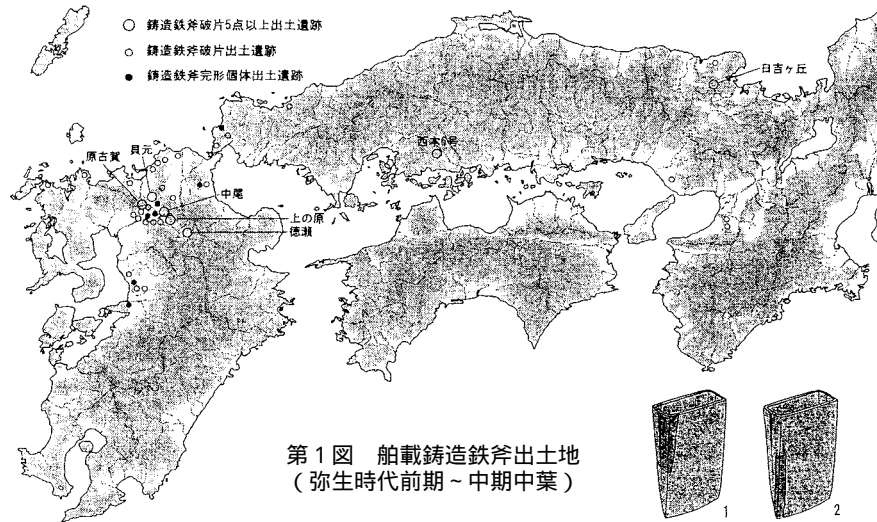 鋳造鉄斧破片5点以上出土遺跡
鋳造鉄斧破片出土遺跡
鋳造鉄斧完形個体出土遺跡
日吉ヶ丘
西本6号
貝元
原古賀
中尾
上の原
徳瀬
第1図 舶載鋳造鉄斧出土地
(弥生時代前期~中期中葉)
1
2